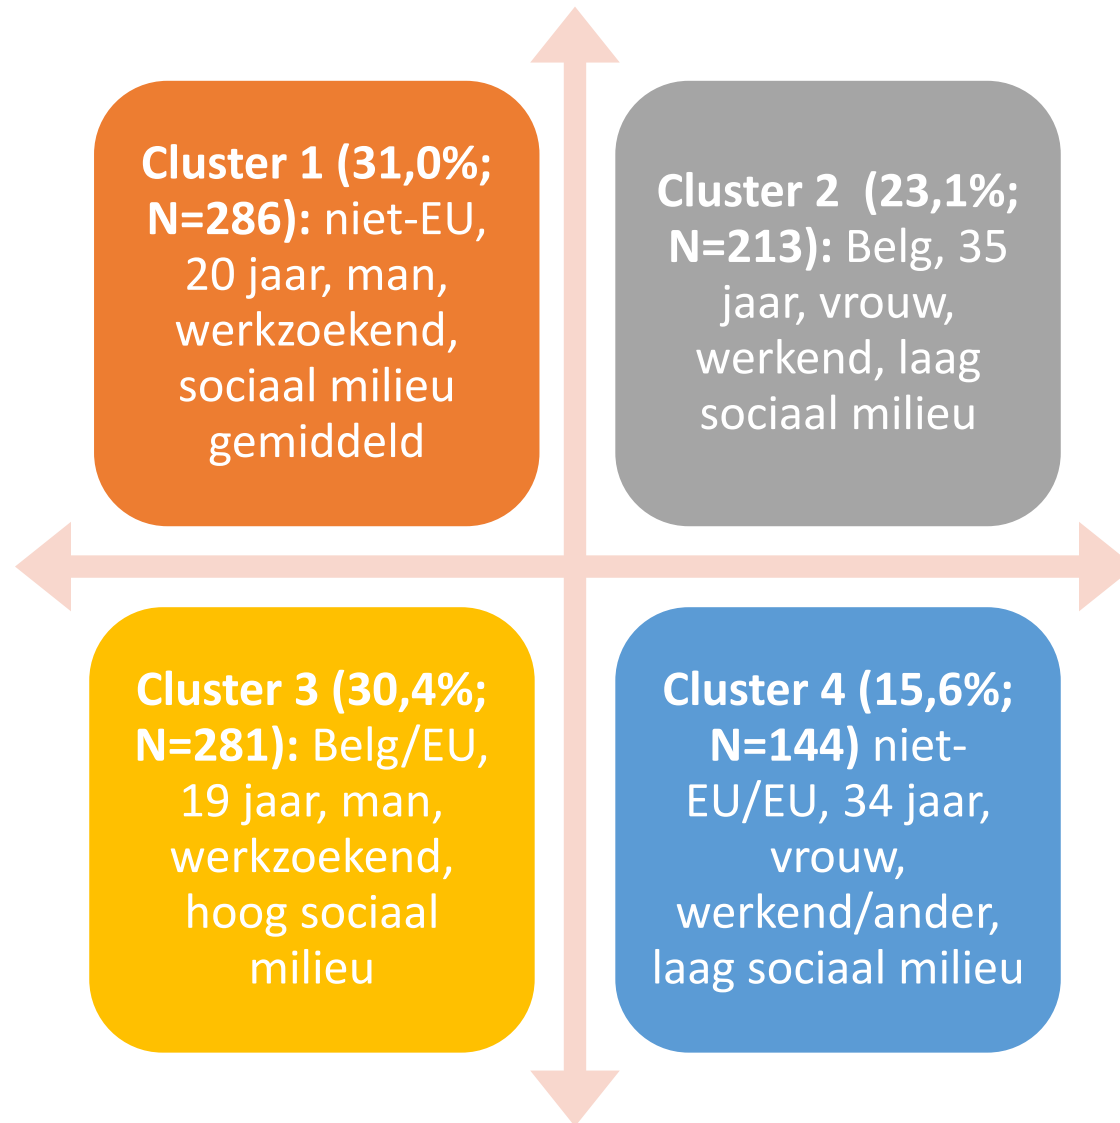 Cluster 1 (31,0%;
N=286): niet-EU,
20 jaar, man,
werkzoekend,
sociaal milieu
gemiddeld
Cluster 2  (23,1%;
N=213): Belg, 35
jaar, vrouw,
werkend, laag
sociaal milieu
Cluster 3 (30,4%;
N=281): Belg/EU,
19 jaar, man,
werkzoekend,
hoog sociaal
milieu
Cluster 4 (15,6%;
N=144) niet-
EU/EU, 34 jaar,
vrouw,
werkend/ander,
laag sociaal milieu